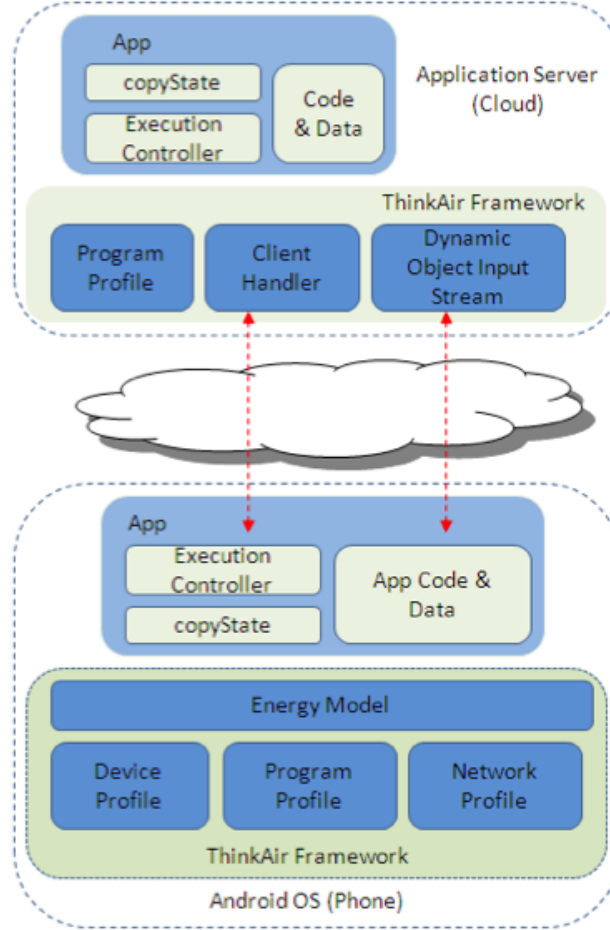 App
copyState
Execution
Controller
Code
& Data
Application Server
(Cloud)
ThinkAir Framework
Program
Profile
Client
Handler
Dynamic
Object Input
Stream
App
Execution
Controller
copyState
App Code &
Data
Energy Model
Device
Profile
Program
Profile
Network
Profile
ThinkAir Framework
Android OS (Phone)